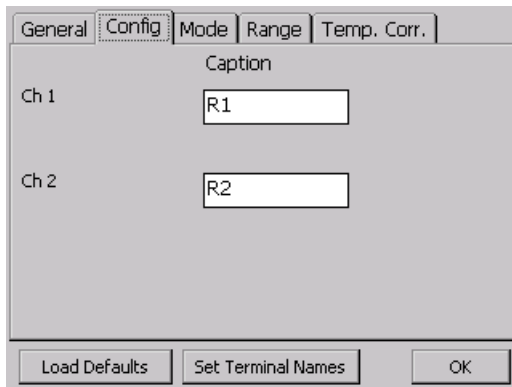 General Config Mode Range Temp. Corr.
Caption
Ch 1 R1
Ch 2 R2
Load Defaults Set Terminal Names OK